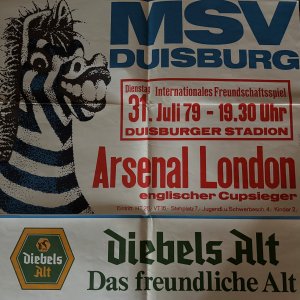 MSV
DUISBURG
Dienstag Internationales Freundschaftsspiel
31. Juli 79 - 19.30 Uhr
DUISBURGER STADION
Arsenal London
englischer Cupsieger
Diebels Alt
Das freundliche Alt
Diebels
Alt